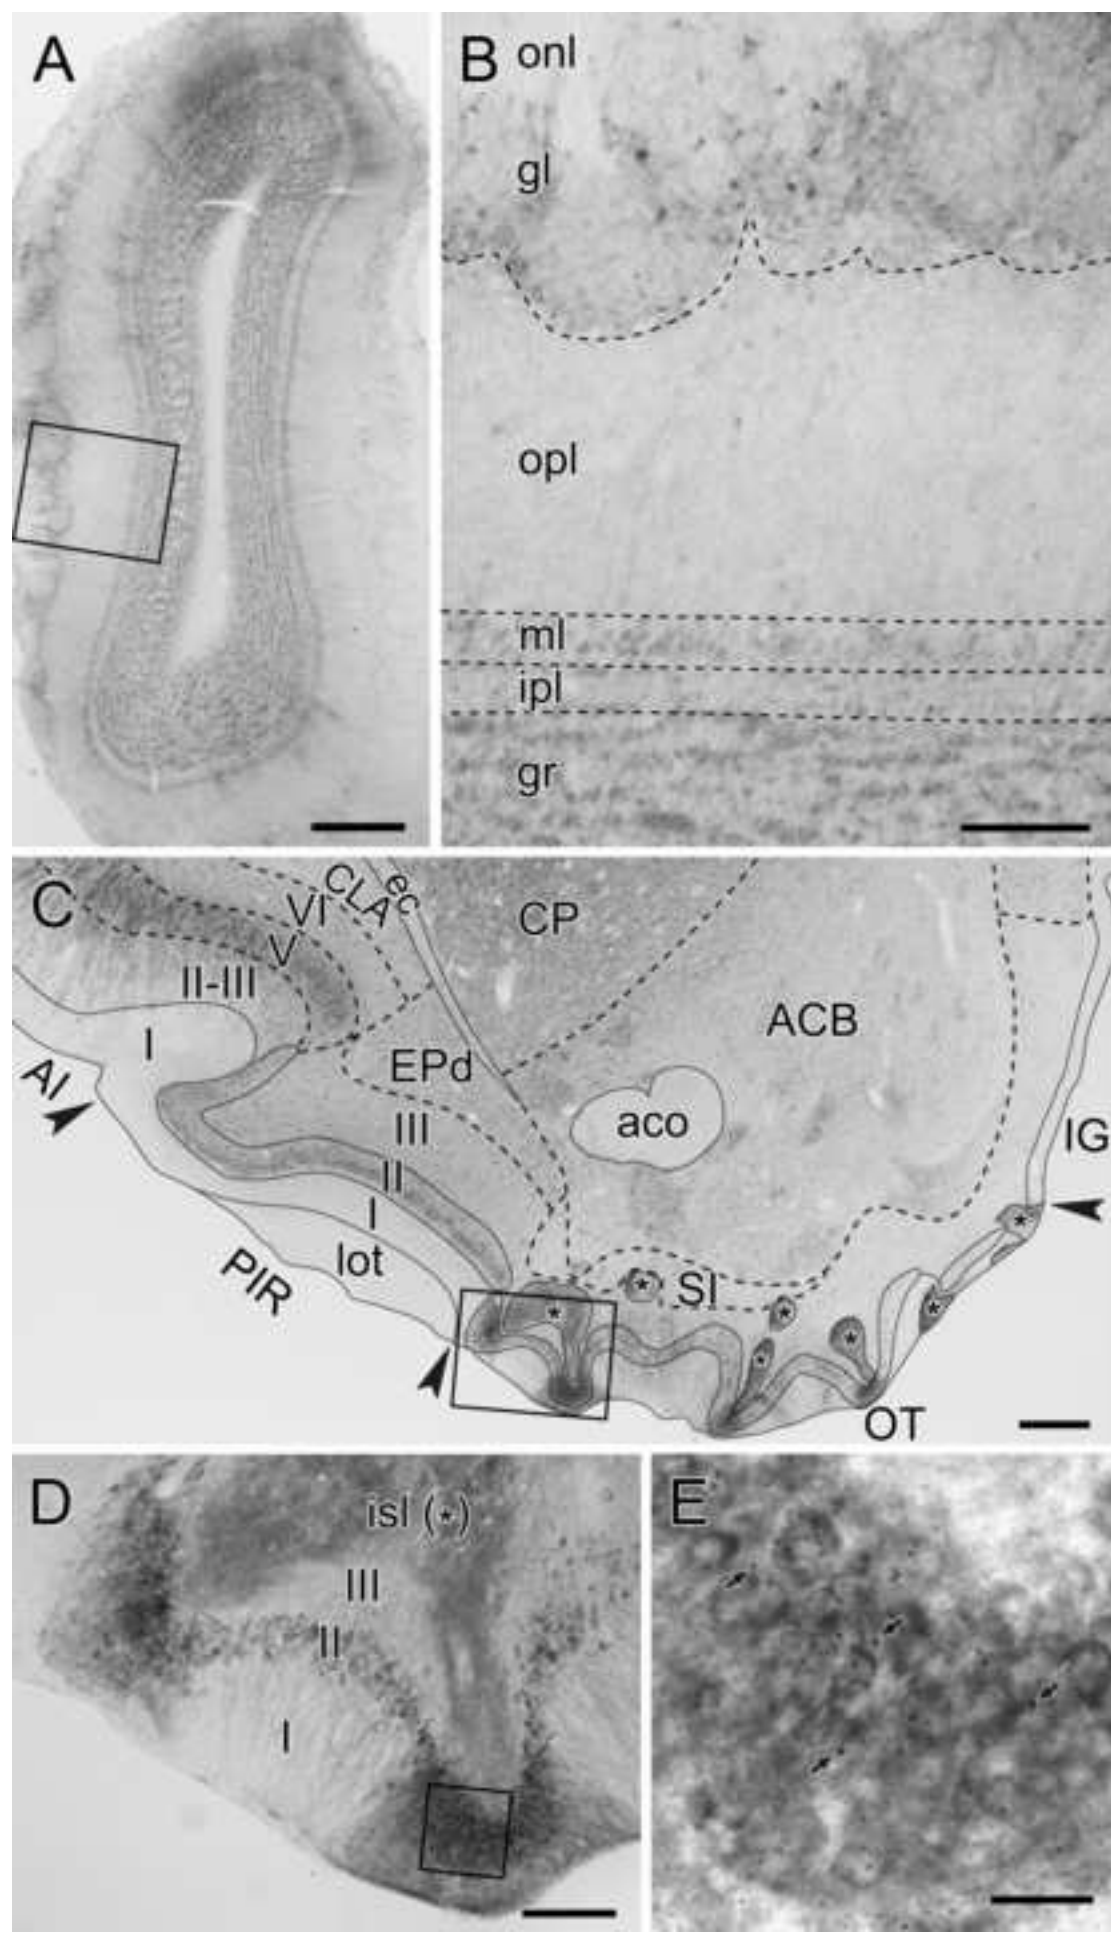 A
B
onl
gl
opl
ml
ipl
gr
C
VI
CLA
ec
CP
V
II-III
ACB
I
EPd
AI
aco
III
IG
II
I
lot
PIR
*
*
SI
*
*
*
*
*
OT
D
isl (*)
E
III
II
I